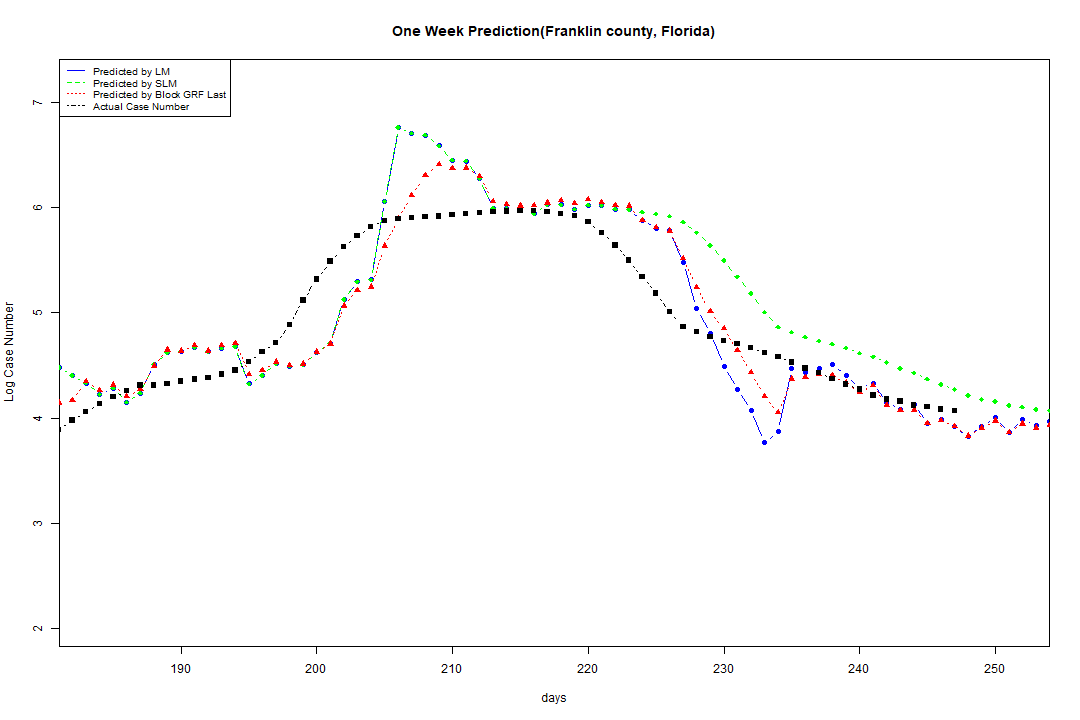 One Week Prediction(Franklin county, Florida)
Predicted by LM
Predicted by SLM
Predicted by Block GRF Last
Actual Case Number
7
6
5
4
3
2
Log Case Number
190 200 210 220 230 240 250
days